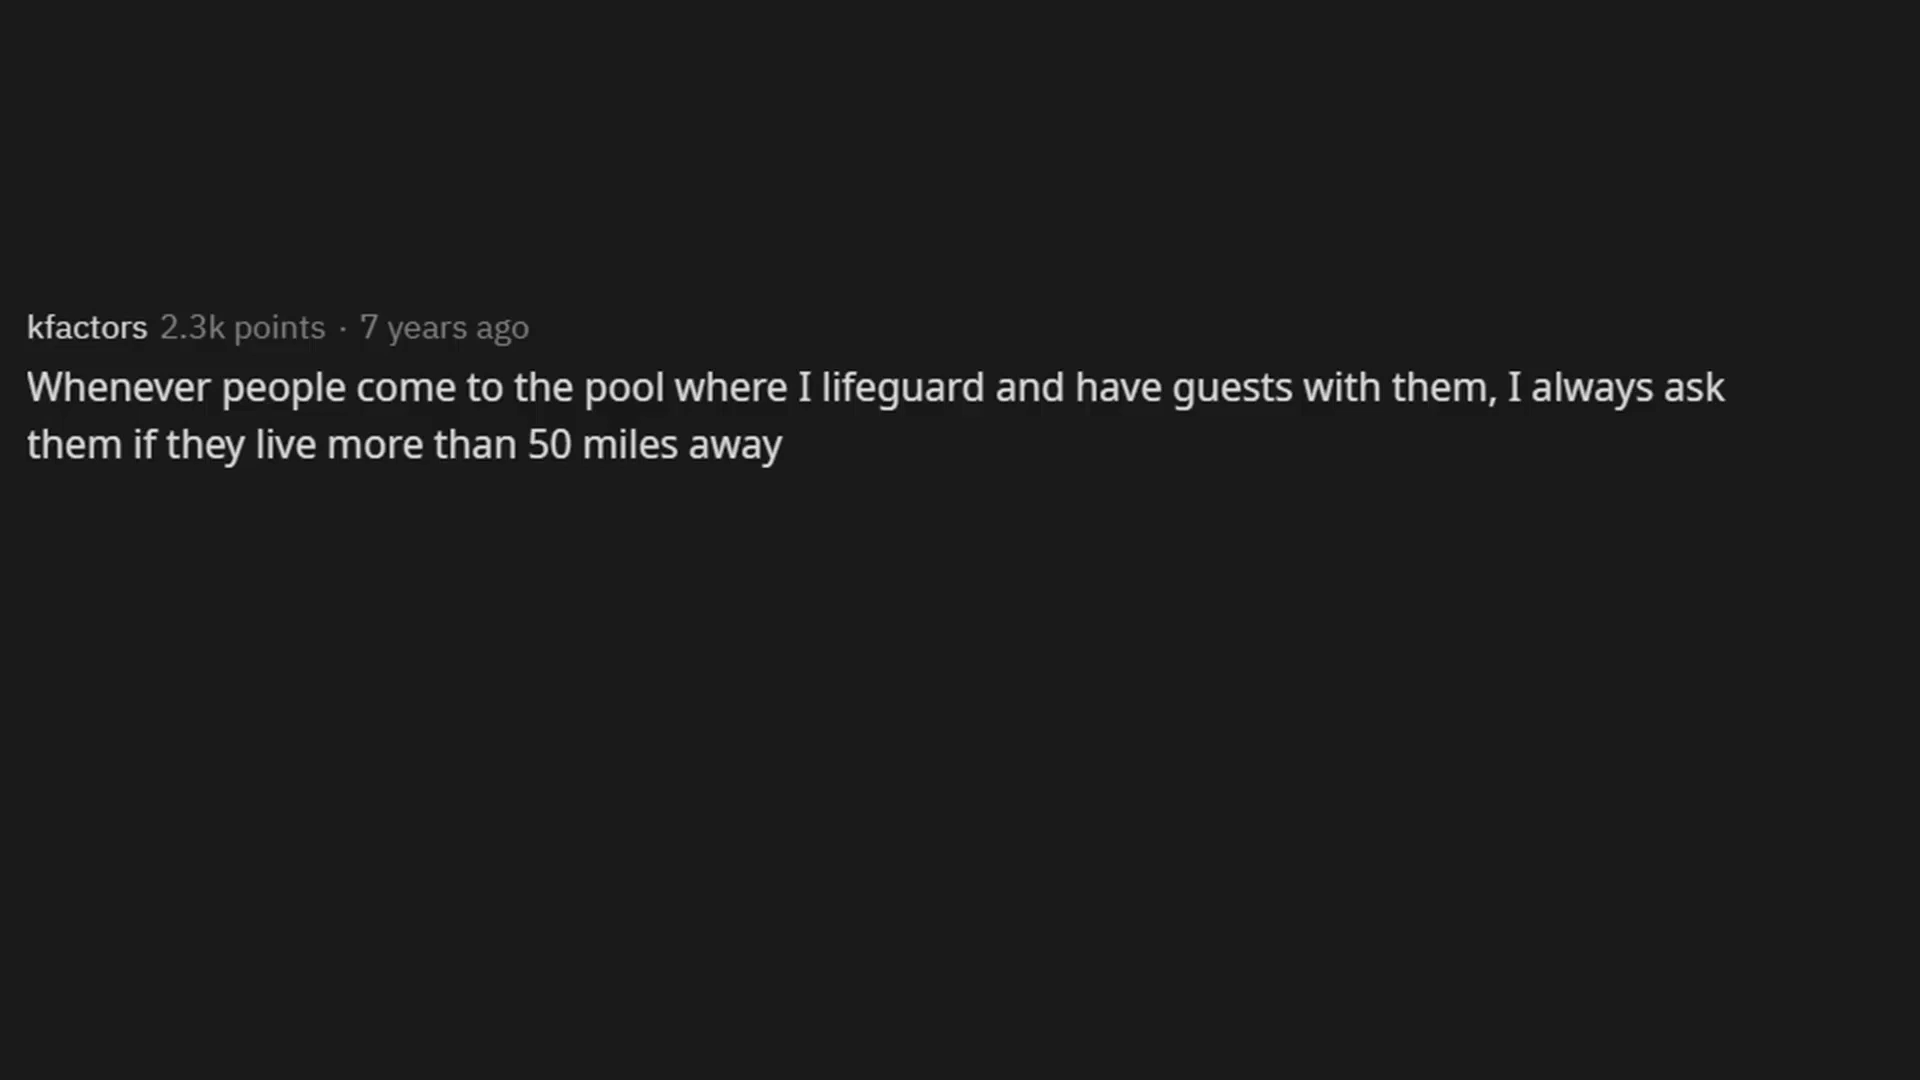 kfactors 2.3k points · 7 years ago
Whenever people come to the pool where I lifeguard and have guests with them, I always ask
them if they live more than 50 miles away